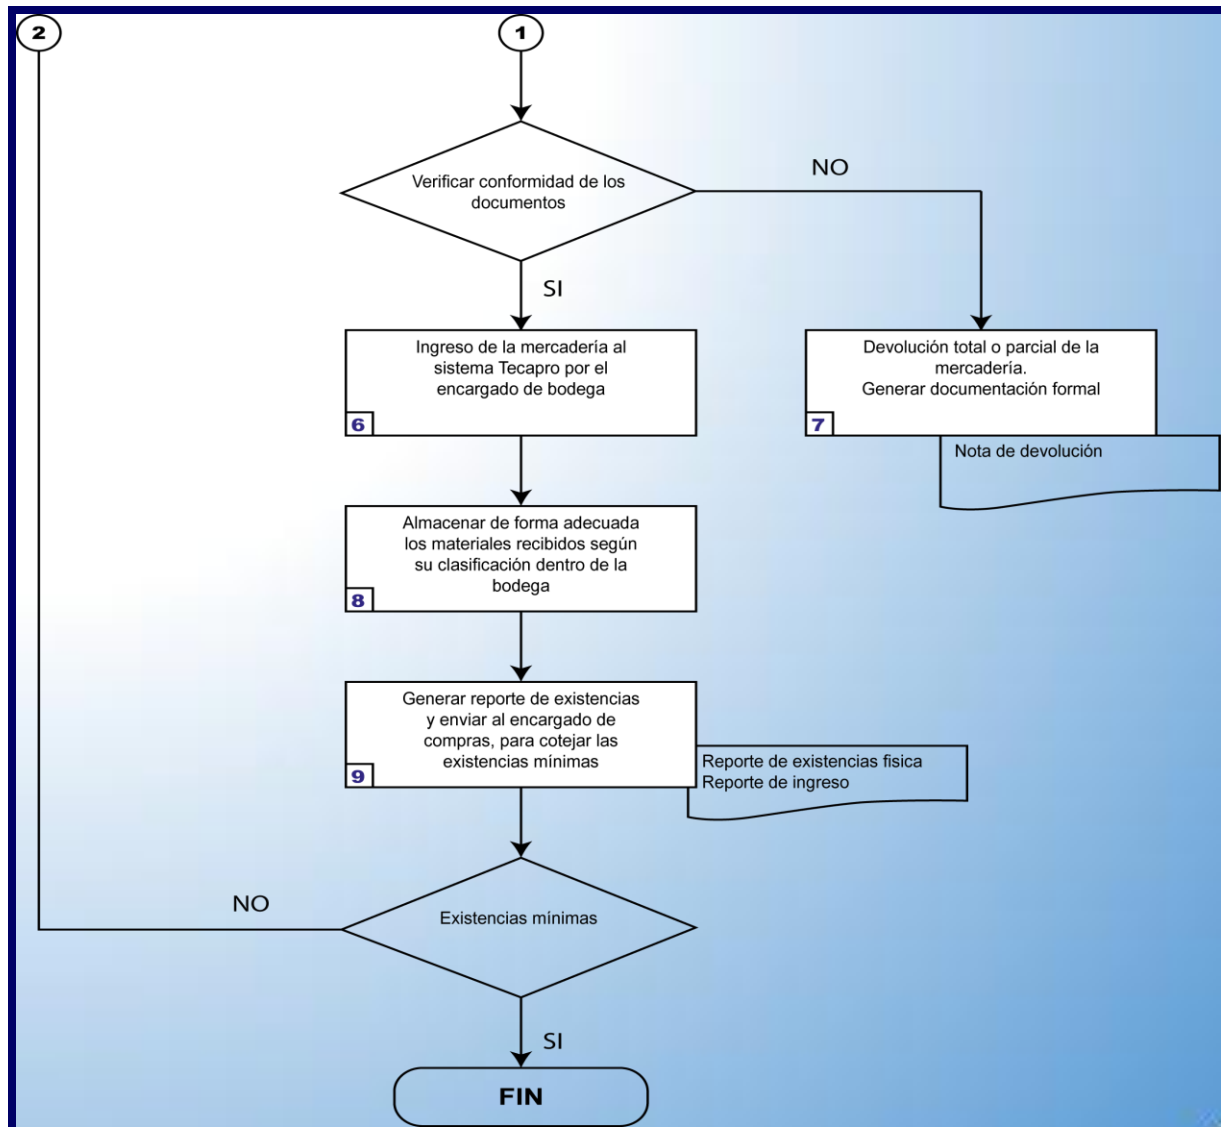 2
1
Verificar conformidad de los
documentos
NO
SI
Ingreso de la mercadería al
sistema Tecapro por el
encargado de bodega
6
Devolución total o parcial de la
mercadería.
Generar documentación formal
7
Nota de devolución
Almacenar de forma adecuada
los materiales recibidos según
su clasificación dentro de la
bodega
8
Generar reporte de existencias
y enviar al encargado de
compras, para cotejar las
existencias mínimas
9
Reporte de existencias fisica
Reporte de ingreso
NO
Existencias mínimas
SI
FIN